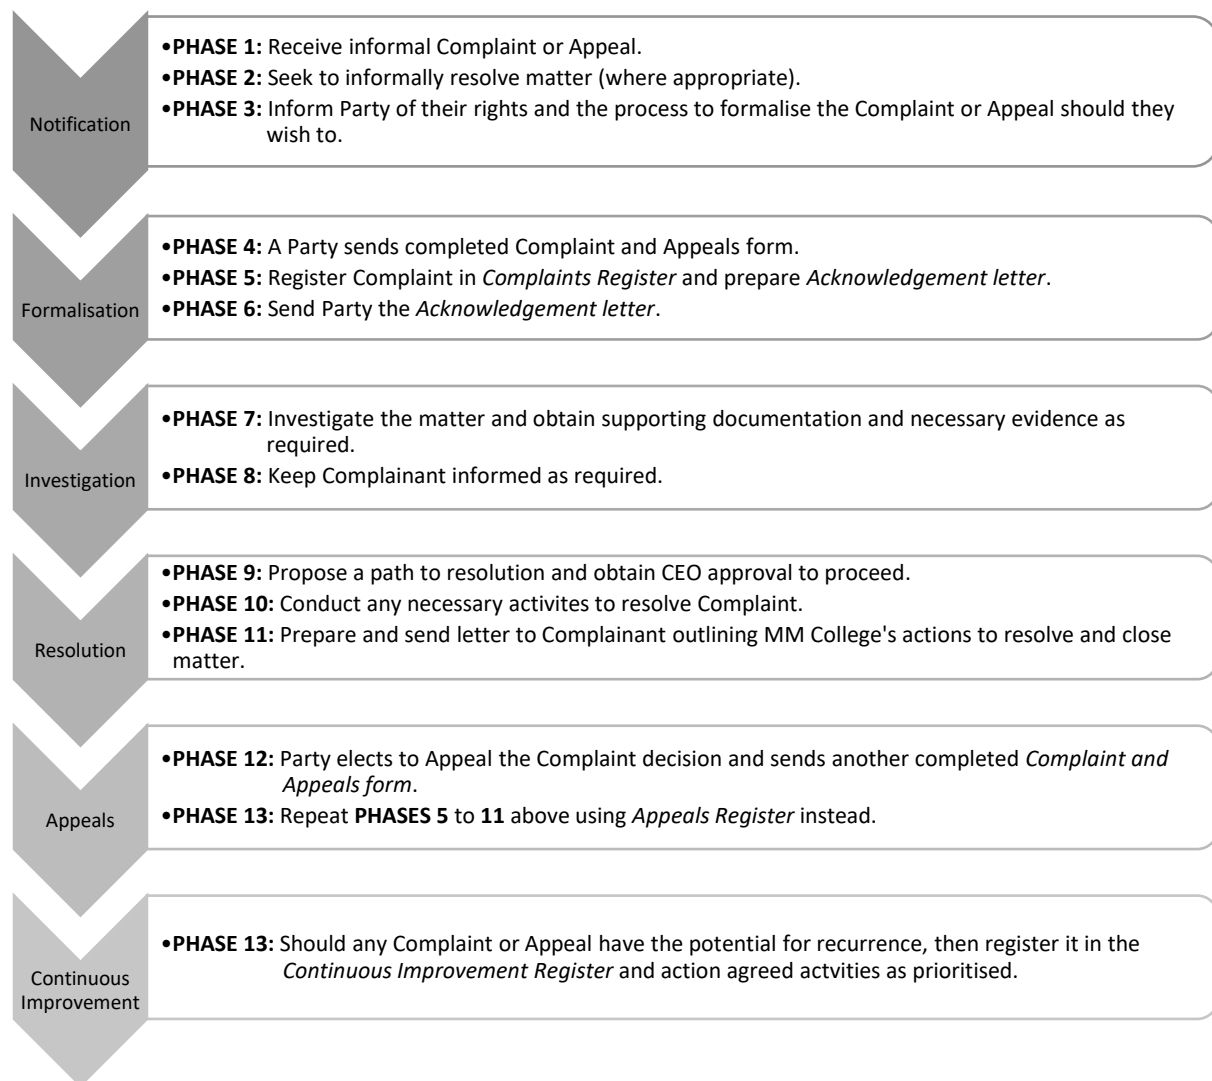 Notification
•PHASE 1: Receive informal Complaint or Appeal.
•PHASE 2: Seek to informally resolve matter (where appropriate).
•PHASE 3: Inform Party of their rights and the process to formalise the Complaint or Appeal should they
wish to.
Formalisation
•PHASE 4: A Party sends completed Complaint and Appeals form.
•PHASE 5: Register Complaint in Complaints Register and prepare Acknowledgement letter.
•PHASE 6: Send Party the Acknowledgement letter.
Investigation
•PHASE 7: Investigate the matter and obtain supporting documentation and necessary evidence as
required.
•PHASE 8: Keep Complainant informed as required.
Resolution
•PHASE 9: Propose a path to resolution and obtain CEO approval to proceed.
•PHASE 10: Conduct any necessary activites to resolve Complaint.
•PHASE 11: Prepare and send letter to Complainant outlining MM College's actions to resolve and close
matter.
Appeals
•PHASE 12: Party elects to Appeal the Complaint decision and sends another completed Complaint and
Appeals form.
•PHASE 13: Repeat PHASES 5 to 11 above using Appeals Register instead.
Continuous
Improvement
•PHASE 13: Should any Complaint or Appeal have the potential for recurrence, then register it in the
Continuous Improvement Register and action agreed actvities as prioritised.